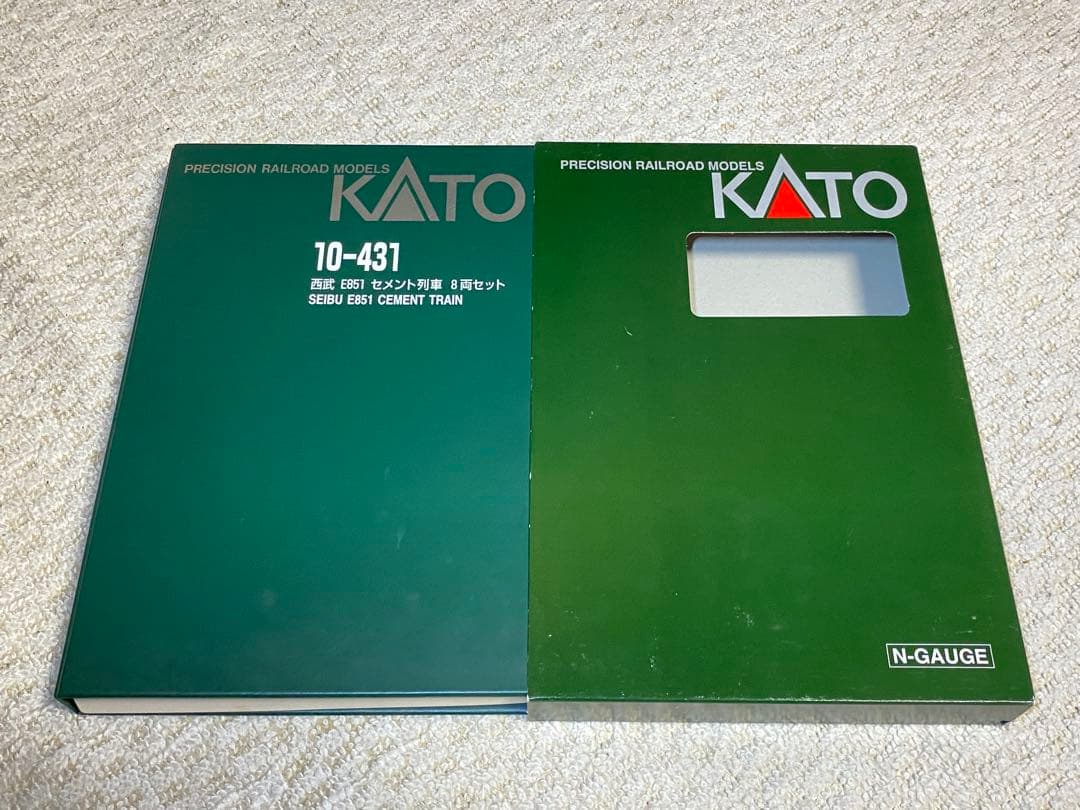 PRECISION RAILROAD MODELS
KATO
10-431
西武 E851 セメント列車 8両セット
SEIBU E851 CEMENT TRAIN
PRECISION RAILROAD MODELS
KATO
N-GAUGE